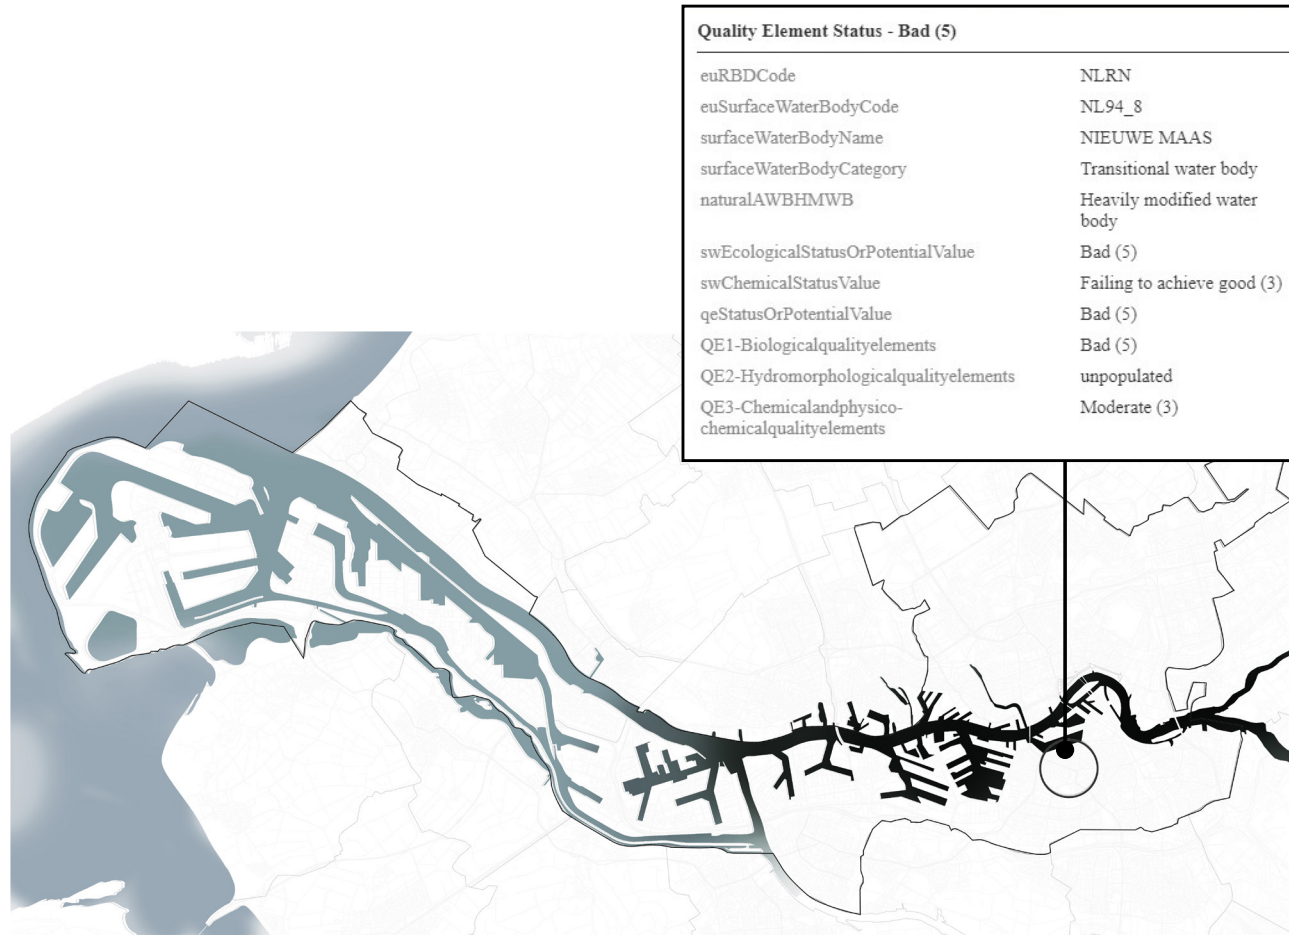 Quality Element Status - Bad (5)
euRBDCode NLRN
euSurfaceWaterBodyCode NL94_8
surfaceWaterBodyName NIEUWE MAAS
surfaceWaterBodyCategory Transitional water body
naturalAWBHMWB Heavily modified water
body
swEcologicalStatusOrPotentialValue Bad (5)
swChemicalStatusValue Failing to achieve good (3)
qeStatusOrPotentialValue Bad (5)
QE1-Biologicalqualityelements Bad (5)
QE2-Hydromorphologicalqualityelements unpopulated
QE3-Chemicalandphysico- Moderate (3)
chemicalqualityelements